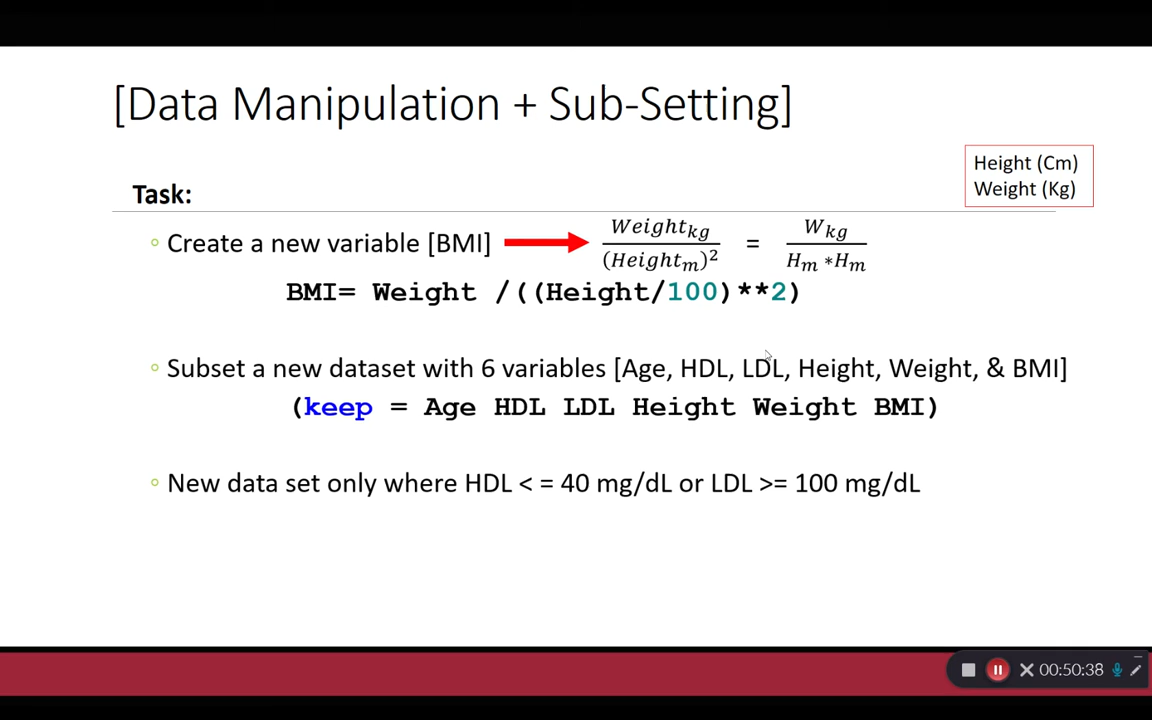 [Data Manipulation + Sub-Setting]
Height (Cm)
Weight (Kg)
Task:
◦ Create a new variable [BMI] Weight_kg / (Height_m)^2 = W_kg / H_m *H_m
BMI= Weight /((Height/100)**2)
◦ Subset a new dataset with 6 variables [Age, HDL, LDL, Height, Weight, & BMI]
(keep = Age HDL LDL Height Weight BMI)
◦ New data set only where HDL < = 40 mg/dL or LDL >= 100 mg/dL
00:50:38